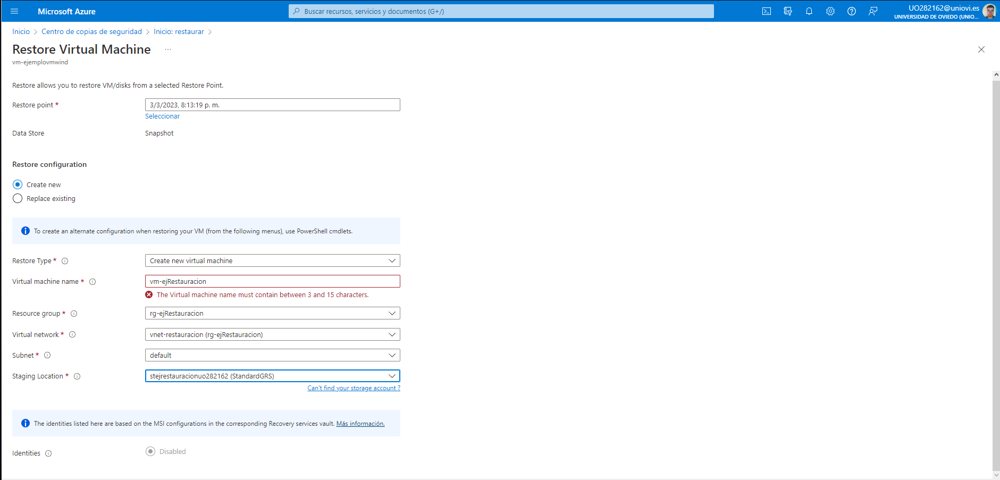 Microsoft Azure
Buscar recursos, servicios y documentos (G+/)
UO282162@uniovi.es
UNIVERSIDAD DE OVIEDO (UNIO...
Inicio > Centro de copias de seguridad > Inicio: restaurar >
Restore Virtual Machine ...
vm-ejemplovmwind
Restore allows you to restore VM/disks from a selected Restore Point.
Restore point * 3/3/2023, 8:13:19 p. m.
Seleccionar
Data Store Snapshot
Restore configuration
Create new
Replace existing
To create an alternate configuration when restoring your VM (from the following menus), use PowerShell cmdlets.
Restore Type * Create new virtual machine
Virtual machine name * vm-ejRestauracion
The Virtual machine name must contain between 3 and 15 characters.
Resource group * rg-ejRestauracion
Virtual network * vnet-restauracion (rg-ejRestauracion)
Subnet * default
Staging Location * stejrestauracionuo282162 (StandardGRS)
Can't find your storage account ?
The identities listed here are based on the MSI configurations in the corresponding Recovery services vault. Más información.
Identities Disabled